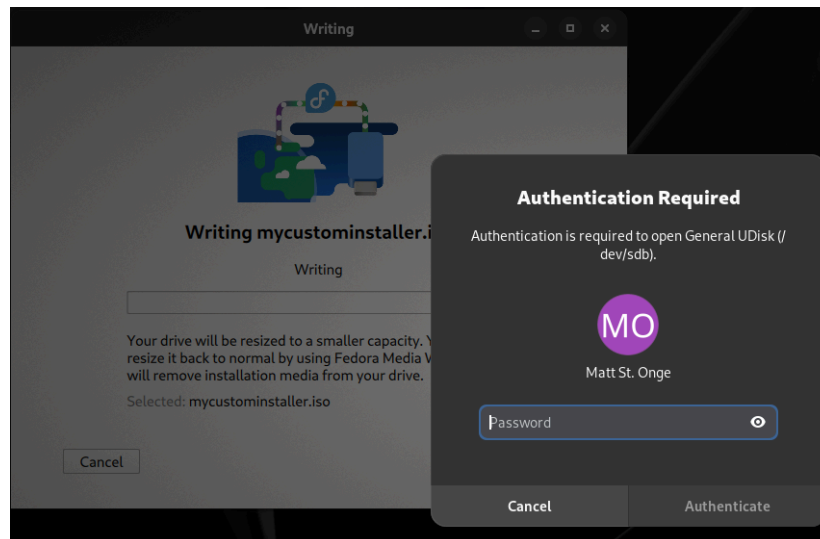 Writing
Writing mycustominstaller.i
Writing
Your drive will be resized to a smaller capacity.
resize it back to normal by using Fedora Media
will remove installation media from your drive.
Selected: mycustominstaller.iso
Cancel
Authentication Required
Authentication is required to open General UDisk (/
dev/sdb).
MO
Matt St. Onge
Password
Cancel
Authenticate